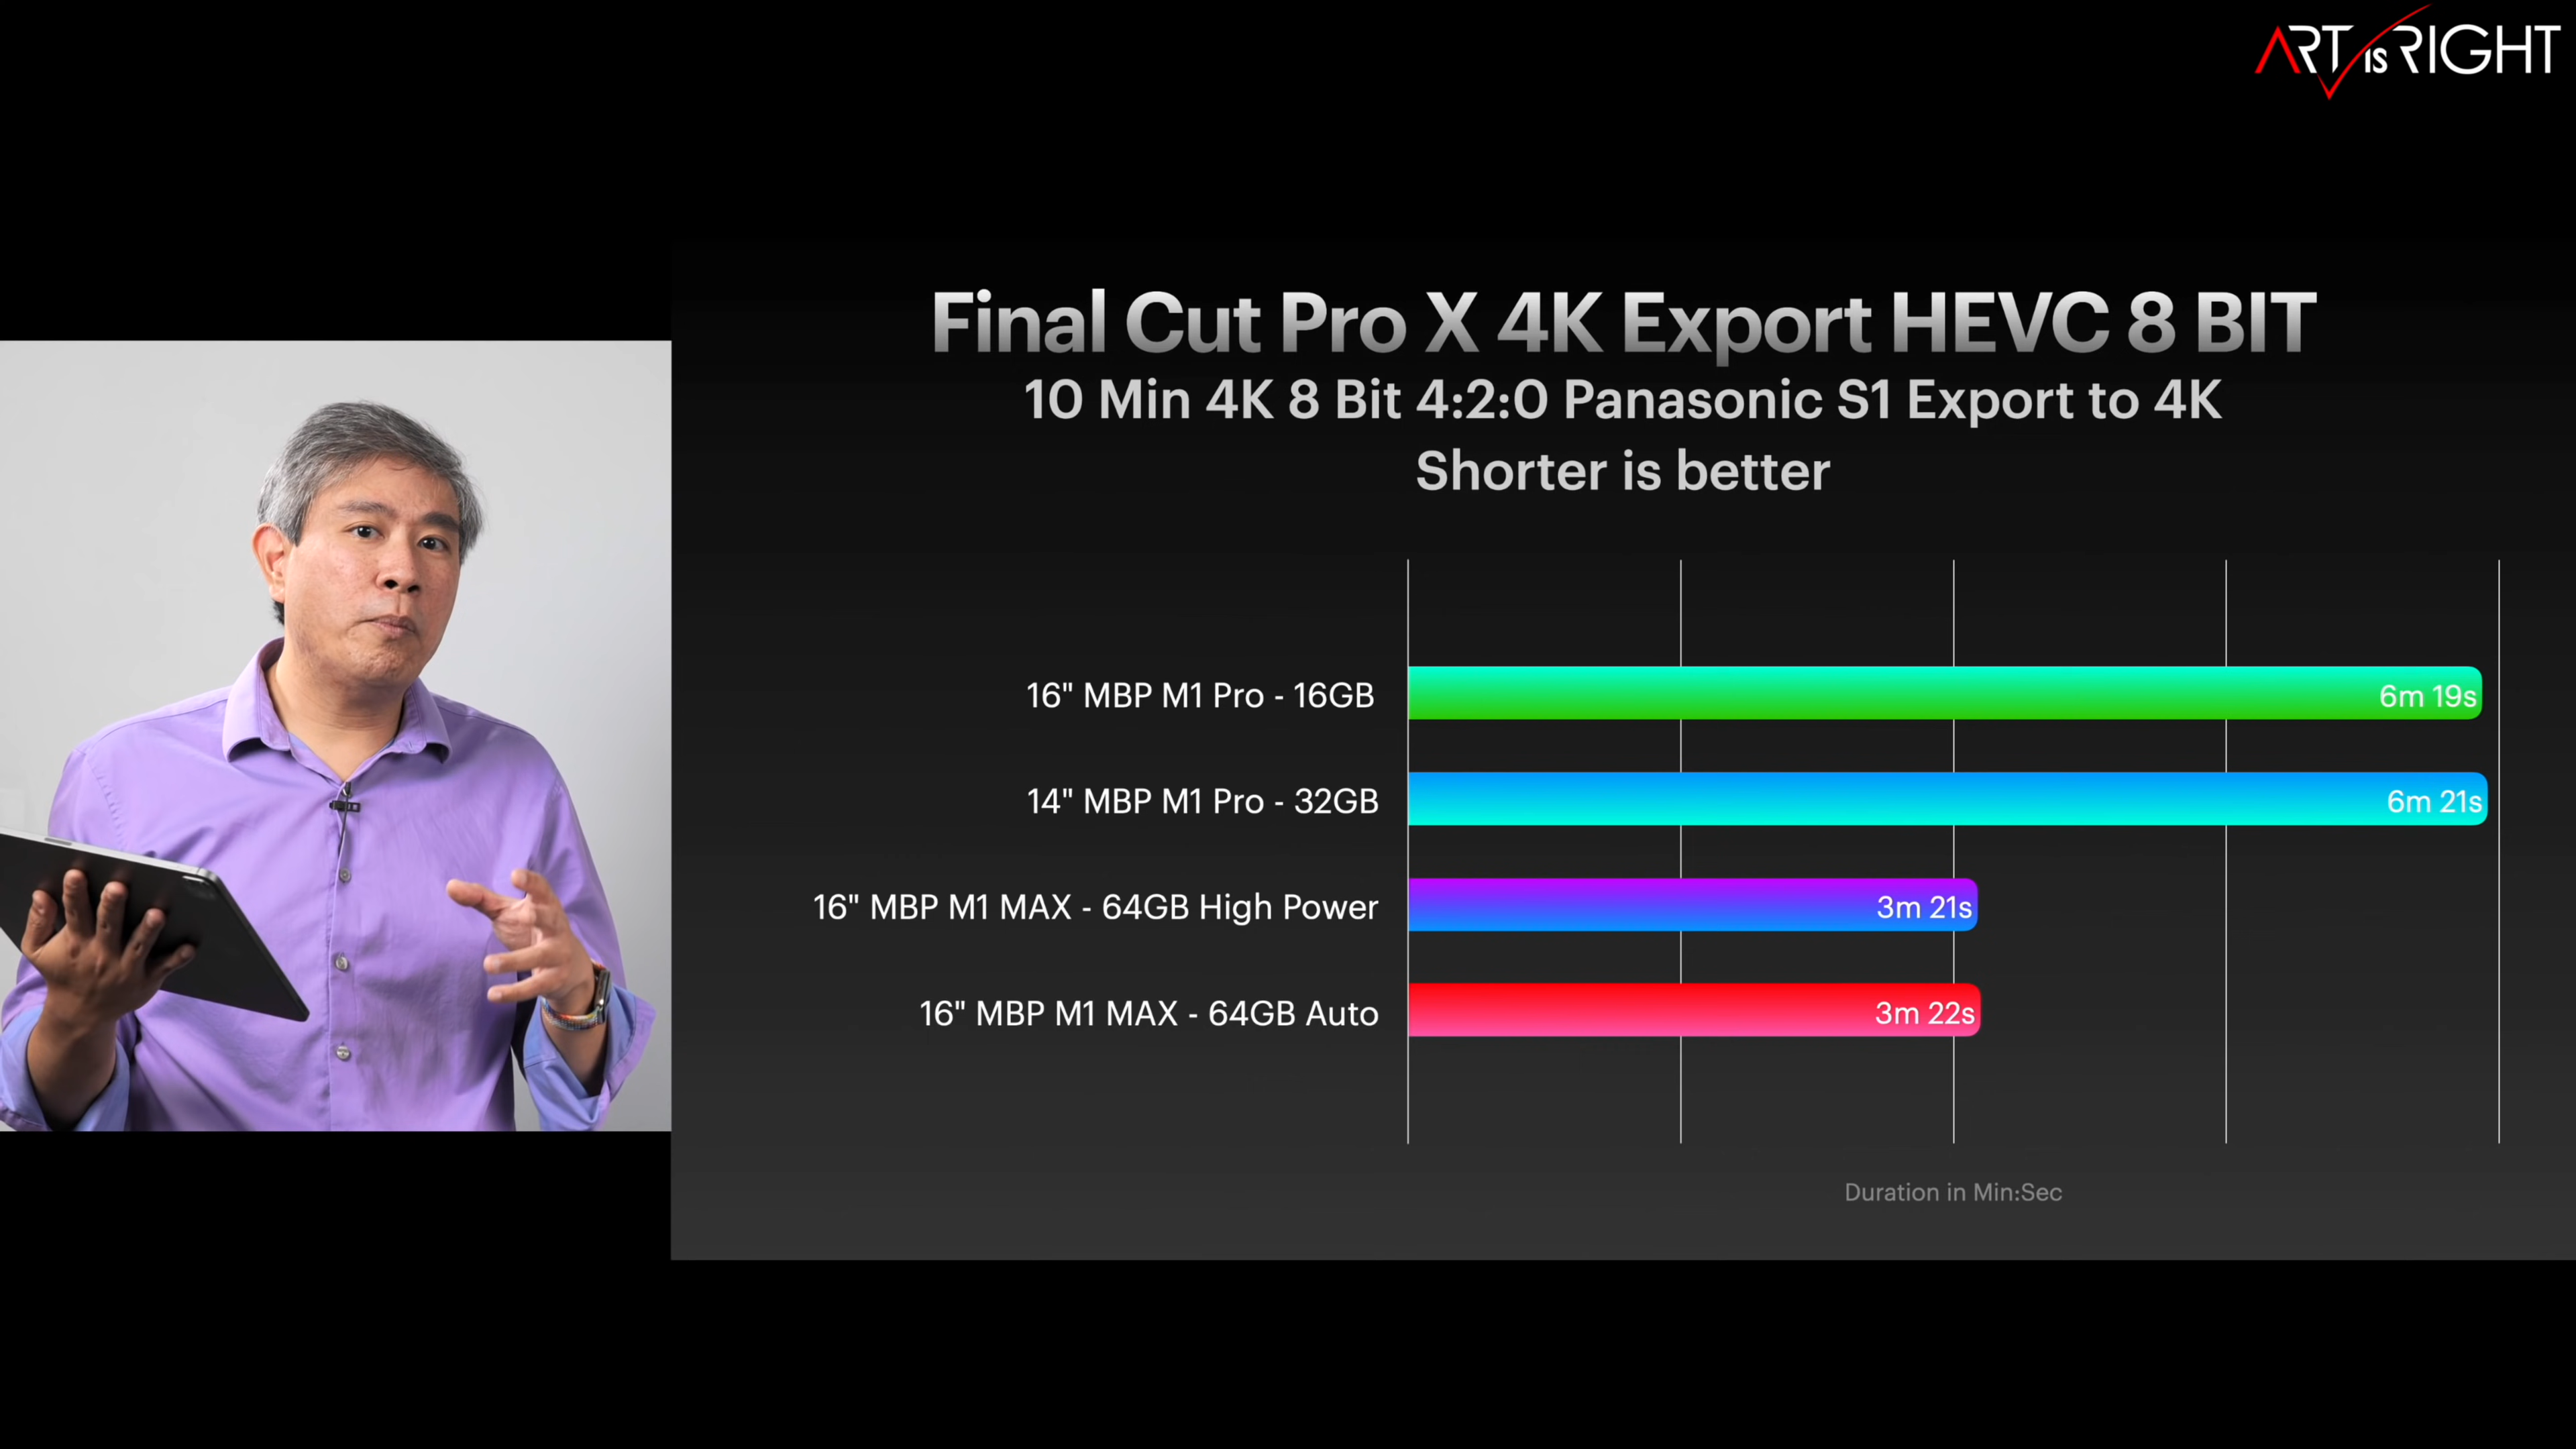 ART IS RIGHT
Final Cut Pro X 4K Export HEVC 8 BIT
10 Min 4K 8 Bit 4:2:0 Panasonic S1 Export to 4K
Shorter is better
16" MBP M1 Pro - 16GB
6m 19s
14" MBP M1 Pro - 32GB
6m 21s
16" MBP M1 MAX - 64GB High Power
3m 21s
16" MBP M1 MAX - 64GB Auto
3m 22s
Duration in Min:Sec